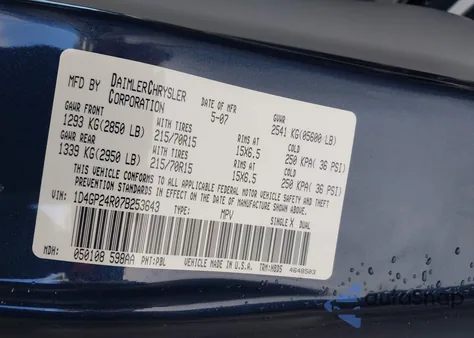 MFD BY DAIMLERCHRYSLER CORPORATION DATE OF MFR 5-07 GVWR 2541 KG(05600 LB)
GAWR FRONT WITH TIRES RIMS AT COLD
1293 KG(2850 LB) 215/70R15 15X6.5 250 KPA( 36 PSI)
GAWR REAR WITH TIRES RIMS AT COLD
1339 KG(2950 LB) 215/70R15 15X6.5 250 KPA( 36 PSI)
THIS VEHICLE CONFORMS TO ALL APPLICABLE FEDERAL MOTOR VEHICLE SAFETY AND
THEFT PREVENTION STANDARDS IN EFFECT ON THE DATE OF MANUFACTURE SHOWN ABOVE.
VIN: 1D4GP24R07B253643 TYPE: MPV SINGLE X DUAL
MDH: 050108 598AA PNT:PBL VEHICLE MADE IN U.S.A. TRM:HBDS 4648503
autosnap